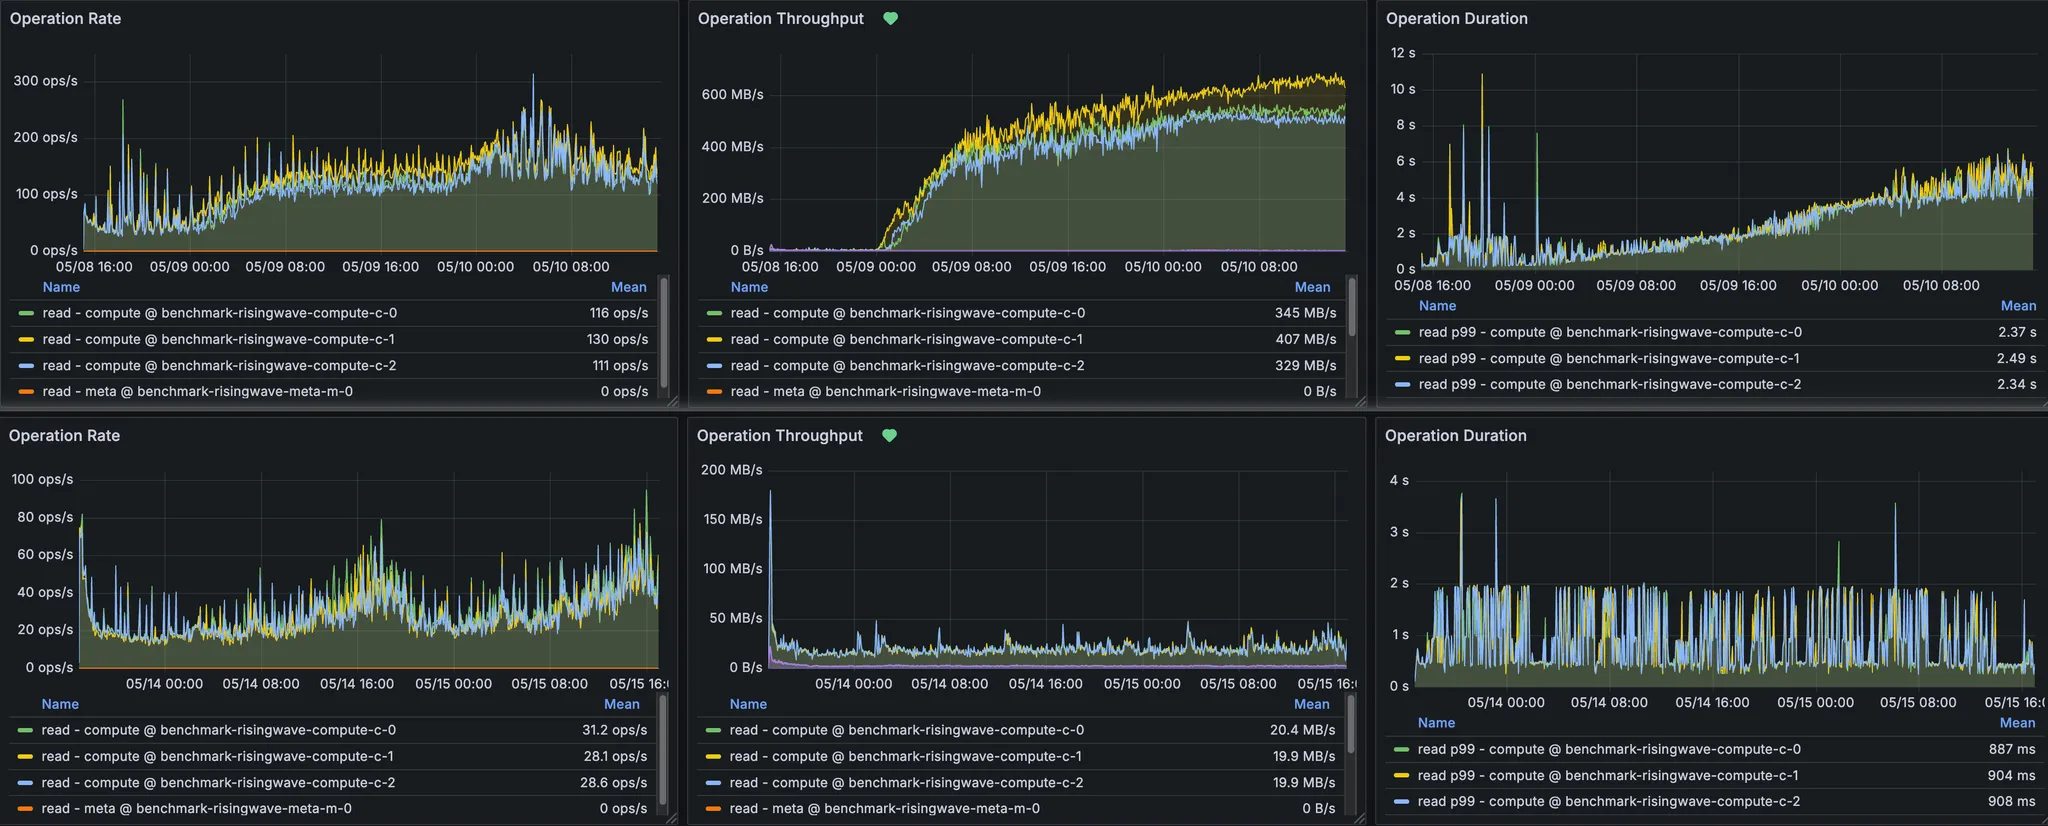 Operation Rate
300 ops/s
200 ops/s
100 ops/s
0 ops/s
05/08 16:00 05/09 00:00 05/09 08:00 05/09 16:00 05/10 00:00 05/10 08:00
Name Mean
read - compute @ benchmark-risingwave-compute-c-0 116 ops/s
read - compute @ benchmark-risingwave-compute-c-1 130 ops/s
read - compute @ benchmark-risingwave-compute-c-2 111 ops/s
read - meta @ benchmark-risingwave-meta-m-0 0 ops/s
Operation Throughput
600 MB/s
400 MB/s
200 MB/s
0 B/s
05/08 16:00 05/09 00:00 05/09 08:00 05/09 16:00 05/10 00:00 05/10 08:00
Name Mean
read - compute @ benchmark-risingwave-compute-c-0 345 MB/s
read - compute @ benchmark-risingwave-compute-c-1 407 MB/s
read - compute @ benchmark-risingwave-compute-c-2 329 MB/s
read - meta @ benchmark-risingwave-meta-m-0 0 B/s
Operation Duration
12 s
10 s
8 s
6 s
4 s
2 s
0 s
05/08 16:00 05/09 00:00 05/09 08:00 05/09 16:00 05/10 00:00 05/10 08:00
Name Mean
read p99 - compute @ benchmark-risingwave-compute-c-0 2.37 s
read p99 - compute @ benchmark-risingwave-compute-c-1 2.49 s
read p99 - compute @ benchmark-risingwave-compute-c-2 2.34 s
Operation Rate
100 ops/s
80 ops/s
60 ops/s
40 ops/s
20 ops/s
0 ops/s
05/14 00:00 05/14 08:00 05/14 16:00 05/15 00:00 05/15 08:00 05/15 16:
Name Mean
read - compute @ benchmark-risingwave-compute-c-0 31.2 ops/s
read - compute @ benchmark-risingwave-compute-c-1 28.1 ops/s
read - compute @ benchmark-risingwave-compute-c-2 28.6 ops/s
read - meta @ benchmark-risingwave-meta-m-0 0 ops/s
Operation Throughput
200 MB/s
150 MB/s
100 MB/s
50 MB/s
0 B/s
05/14 00:00 05/14 08:00 05/14 16:00 05/15 00:00 05/15 08:00 05/15 16:
Name Mean
read - compute @ benchmark-risingwave-compute-c-0 20.4 MB/s
read - compute @ benchmark-risingwave-compute-c-1 19.9 MB/s
read - compute @ benchmark-risingwave-compute-c-2 19.9 MB/s
read - meta @ benchmark-risingwave-meta-m-0 0 B/s
Operation Duration
4 s
3 s
2 s
1 s
0 s
05/14 00:00 05/14 08:00 05/14 16:00 05/15 00:00 05/15 08:00 05/15 16:
Name Mean
read p99 - compute @ benchmark-risingwave-compute-c-0 887 ms
read p99 - compute @ benchmark-risingwave-compute-c-1 904 ms
read p99 - compute @ benchmark-risingwave-compute-c-2 908 ms